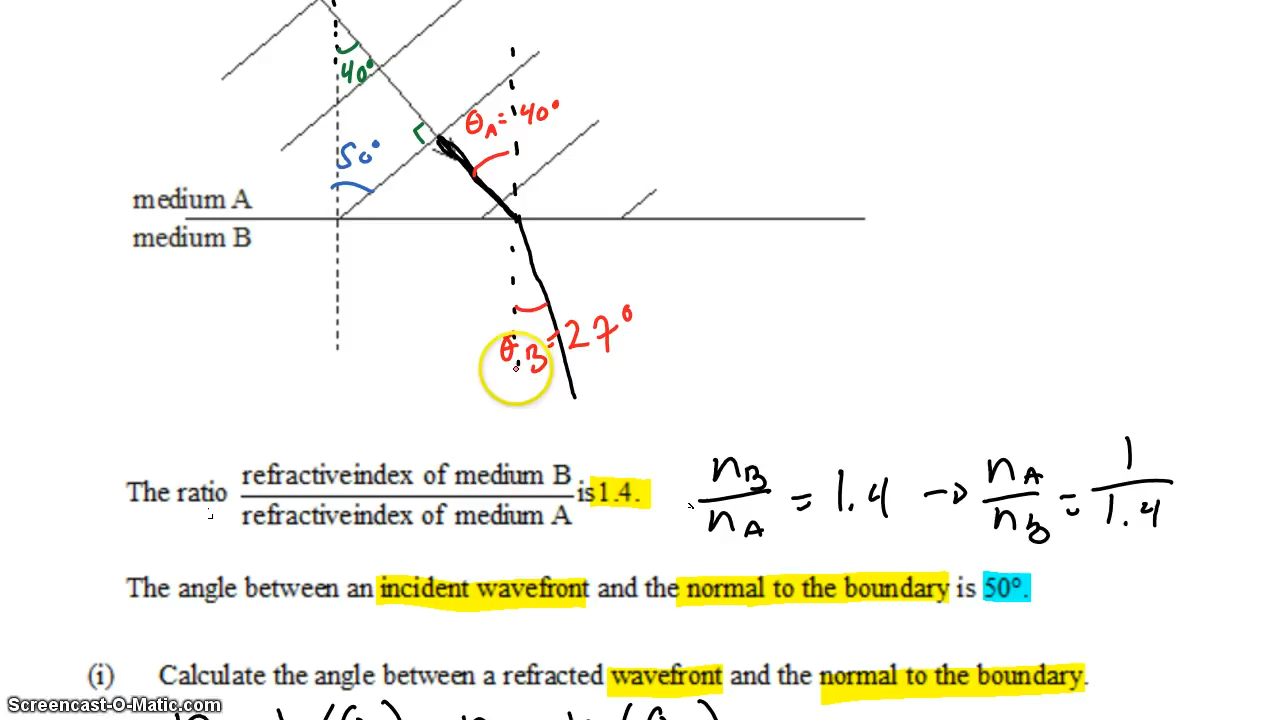 40°
θA = 40°
50°
medium A
medium B
θB = 27°
The ratio refractiveindex of medium B / refractiveindex of medium A is 1.4.
nB / nA = 1.4 → nA / nB = 1 / 1.4
The angle between an incident wavefront and the normal to the boundary is 50°.
(i) Calculate the angle between a refracted wavefront and the normal to the boundary.
Screencast-O-Matic.com